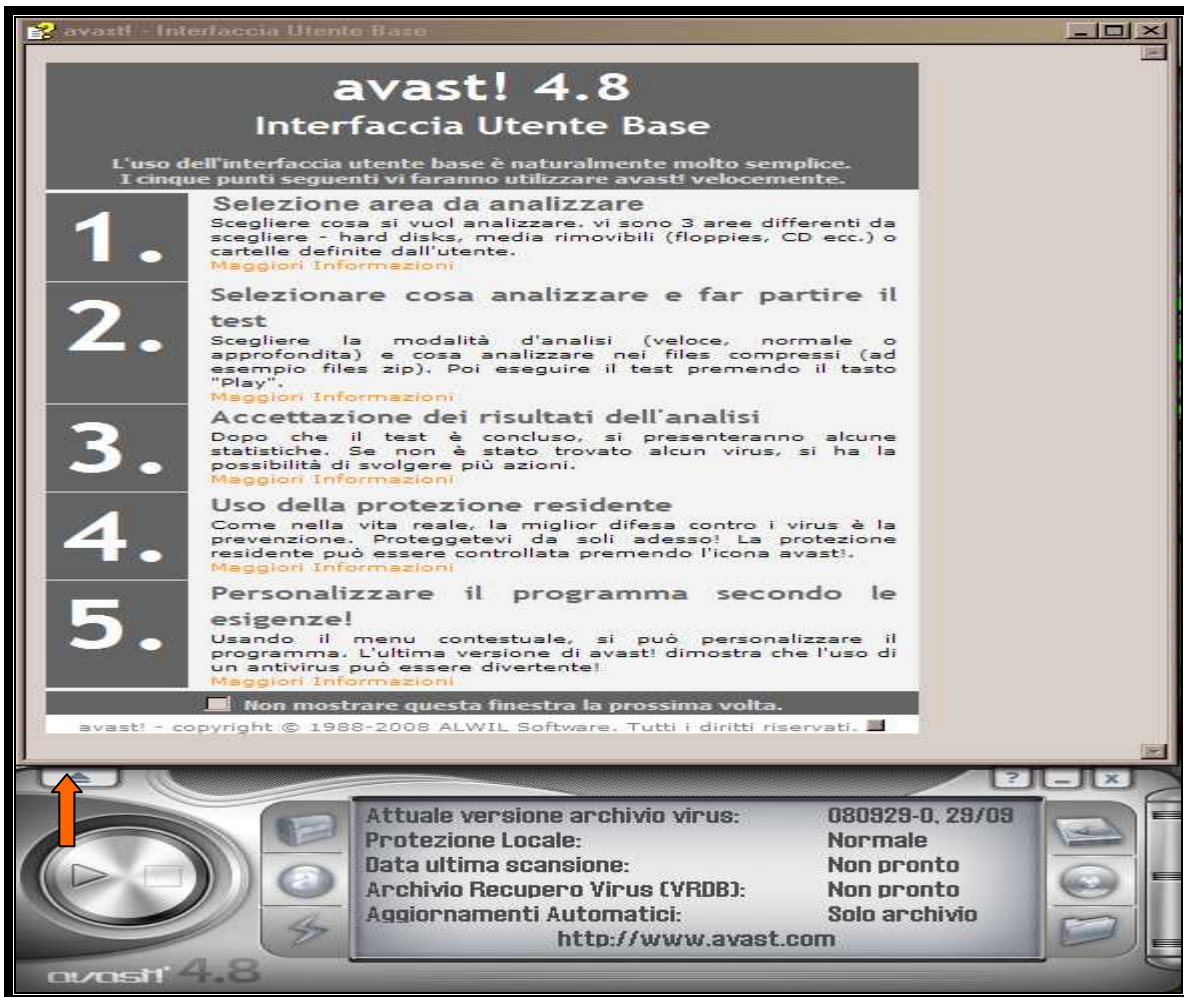 avast! - Interfaccia Utente Base
avast! 4.8
Interfaccia Utente Base
L'uso dell'interfaccia utente base è naturalmente molto semplice.
I cinque punti seguenti vi faranno utilizzare avast! velocemente.
1.
Selezione area da analizzare
Scegliere cosa si vuol analizzare. vi sono 3 aree differenti da
scegliere - hard disks, media rimovibili (floppies, CD ecc.) o
cartelle definite dall'utente.
Maggiori Informazioni
2.
Selezionare cosa analizzare e far partire il
test
Scegliere la modalità d'analisi (veloce, normale o
approfondita) e cosa analizzare nei files compressi (ad
esempio files zip). Poi eseguire il test premendo il tasto
"Play".
Maggiori Informazioni
3.
Accettazione dei risultati dell'analisi
Dopo che il test è concluso, si presenteranno alcune
statistiche. Se non è stato trovato alcun virus, si ha la
possibilità di svolgere più azioni.
Maggiori Informazioni
4.
Uso della protezione residente
Come nella vita reale, la miglior difesa contro i virus è la
prevenzione. Proteggetevi da soli adesso! La protezione
residente può essere controllata premendo l'icona avast!.
Maggiori Informazioni
5.
Personalizzare il programma secondo le
esigenze!
Usando il menu contestuale, si può personalizzare il
programma. L'ultima versione di avast! dimostra che l'uso di
un antivirus può essere divertente!
Maggiori Informazioni
Non mostrare questa finestra la prossima volta.
avast! - copyright © 1988-2008 ALWIL Software. Tutti i diritti riservati.
Attuale versione archivio virus: 080929-0, 29/09
Protezione Locale: Normale
Data ultima scansione: Non pronto
Archivio Recupero Virus (VRDB): Non pronto
Aggiornamenti Automatici: Solo archivio
http://www.avast.com
avast! 4.8